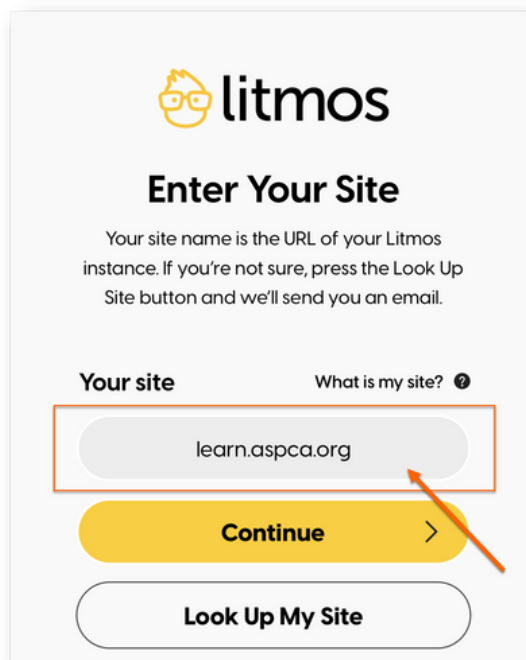 litmos
Enter Your Site
Your site name is the URL of your Litmos
instance. If you're not sure, press the Look Up
Site button and we'll send you an email.
Your site What is my site? ?
learn.aspca.org
Continue >
Look Up My Site